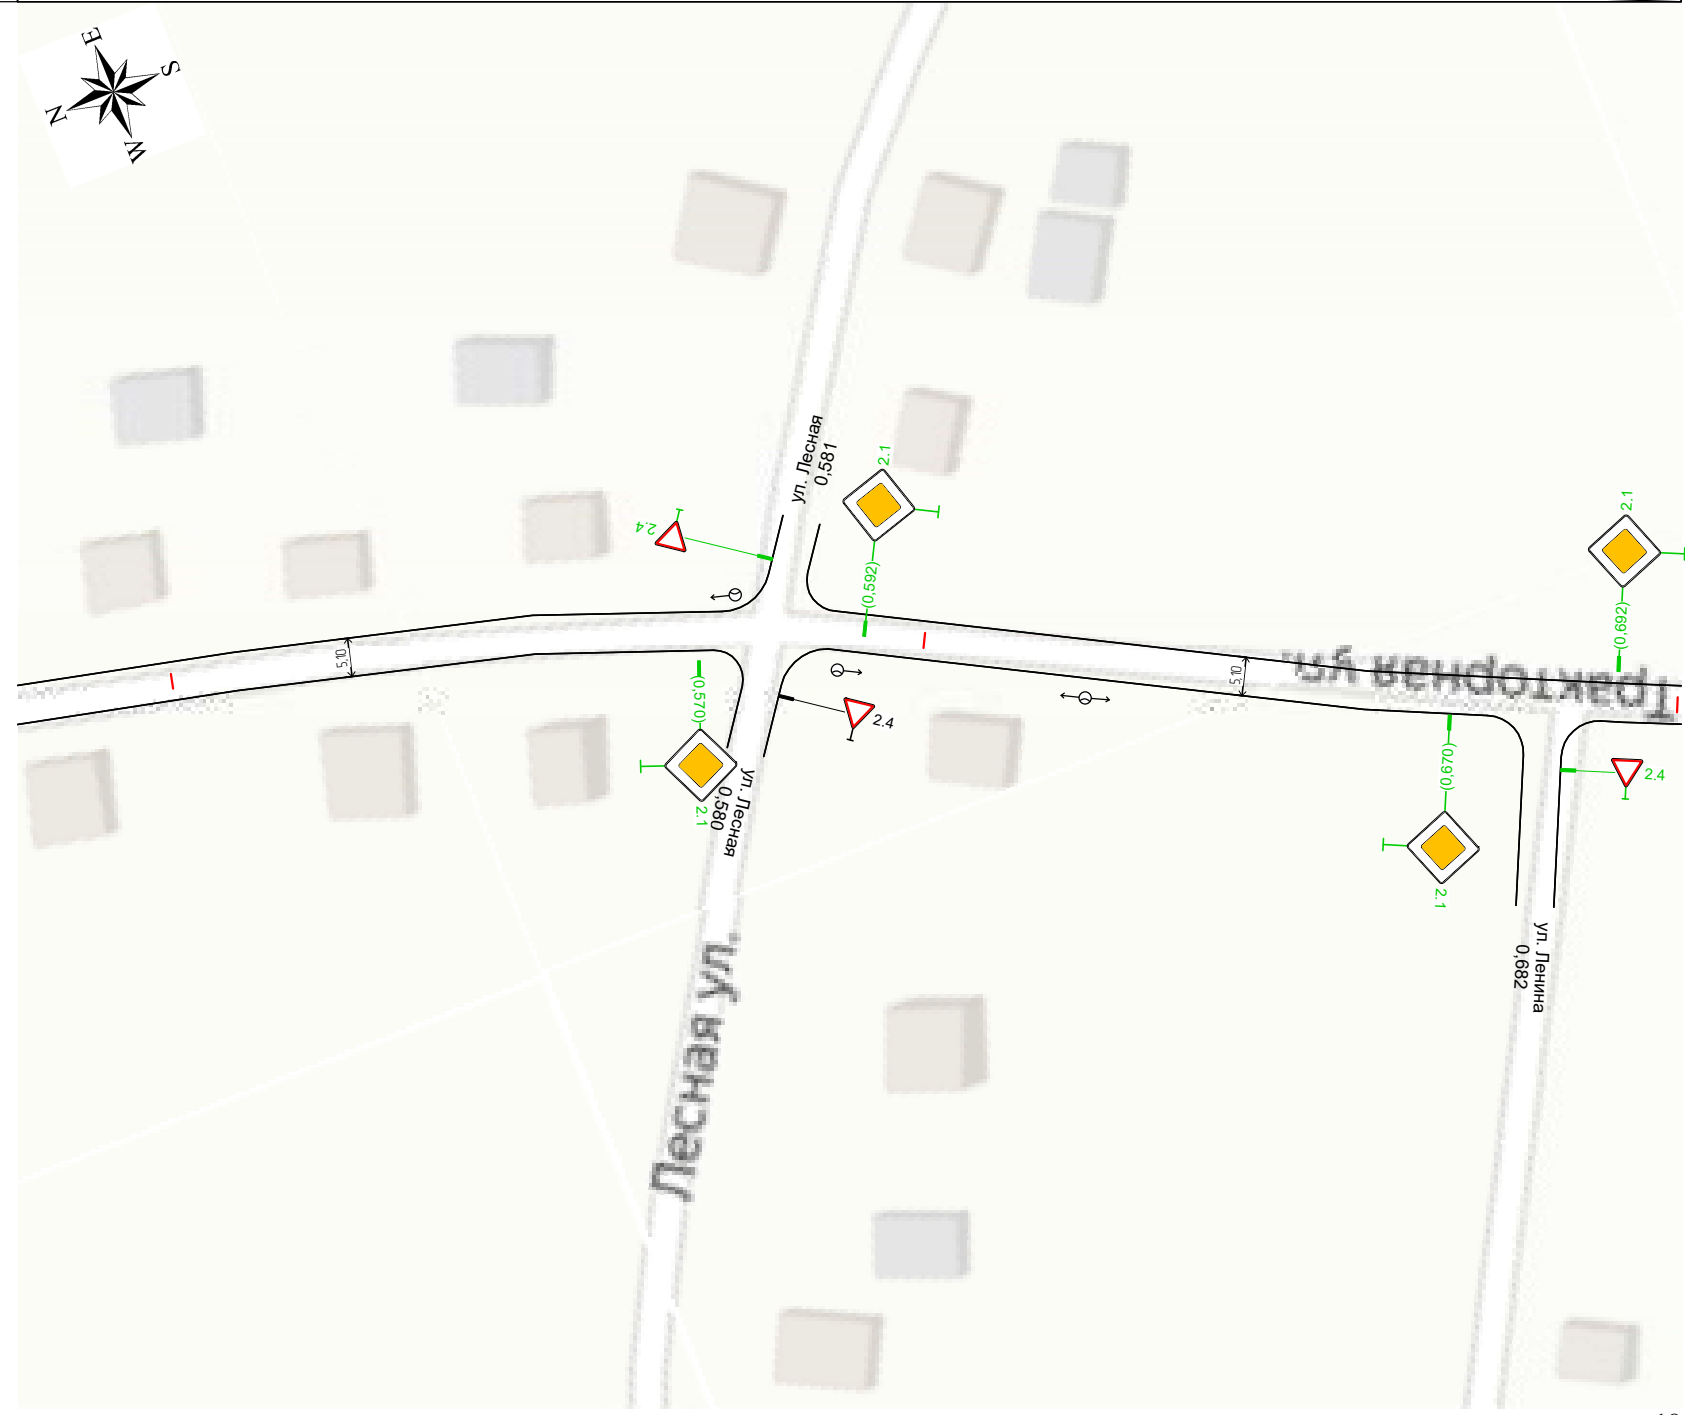 E
S
N
W
ул. Лесная
0,581
2.1
2.4
(0,592)
2.1
(0,692)
5.10
5.10
Тракторная ул.
(0,570)
2.4
2.1
ул. Лесная
0,580
(0,670)
2.4
2.1
ул. Ленина
0,682
Лесная ул.